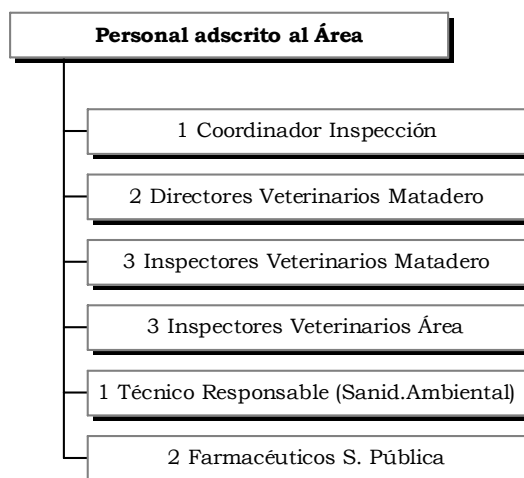 Personal adscrito al Área
1 Coordinador Inspección
2 Directores Veterinarios Matadero
3 Inspectores Veterinarios Matadero
3 Inspectores Veterinarios Área
1 Técnico Responsable (Sanid.Ambiental)
2 Farmacéuticos S. Pública